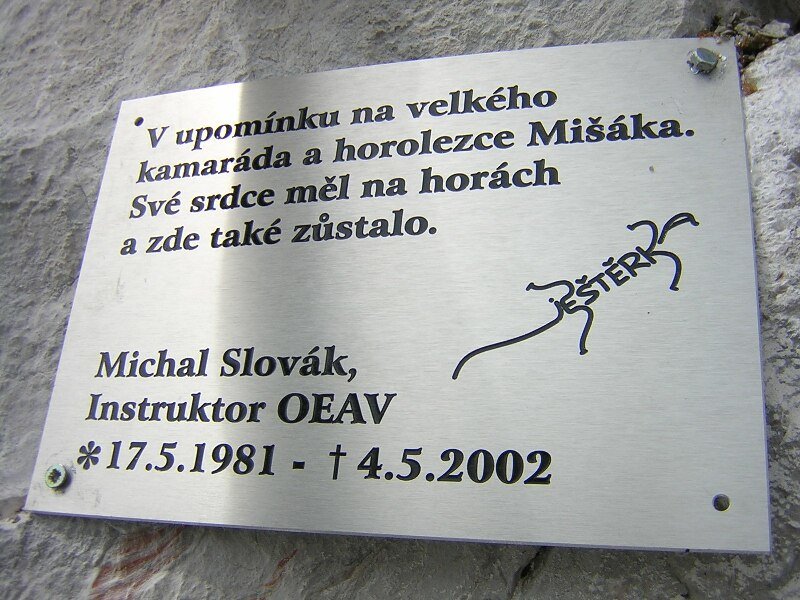 V upomínku na velkého
kamaráda a horolezce Mišáka.
Své srdce měl na horách
a zde také zůstalo.
JEŠTĚRKA
Michal Slovák,
Instruktor OEAV
*17.5.1981 - †4.5.2002